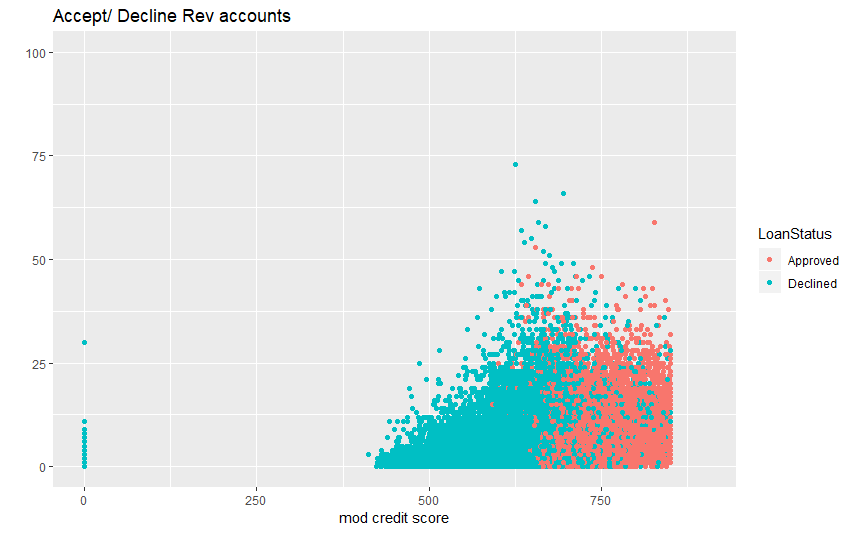 Accept/ Decline Rev accounts
100
75
50
25
0
0
250
500
750
mod credit score
LoanStatus
Approved
Declined